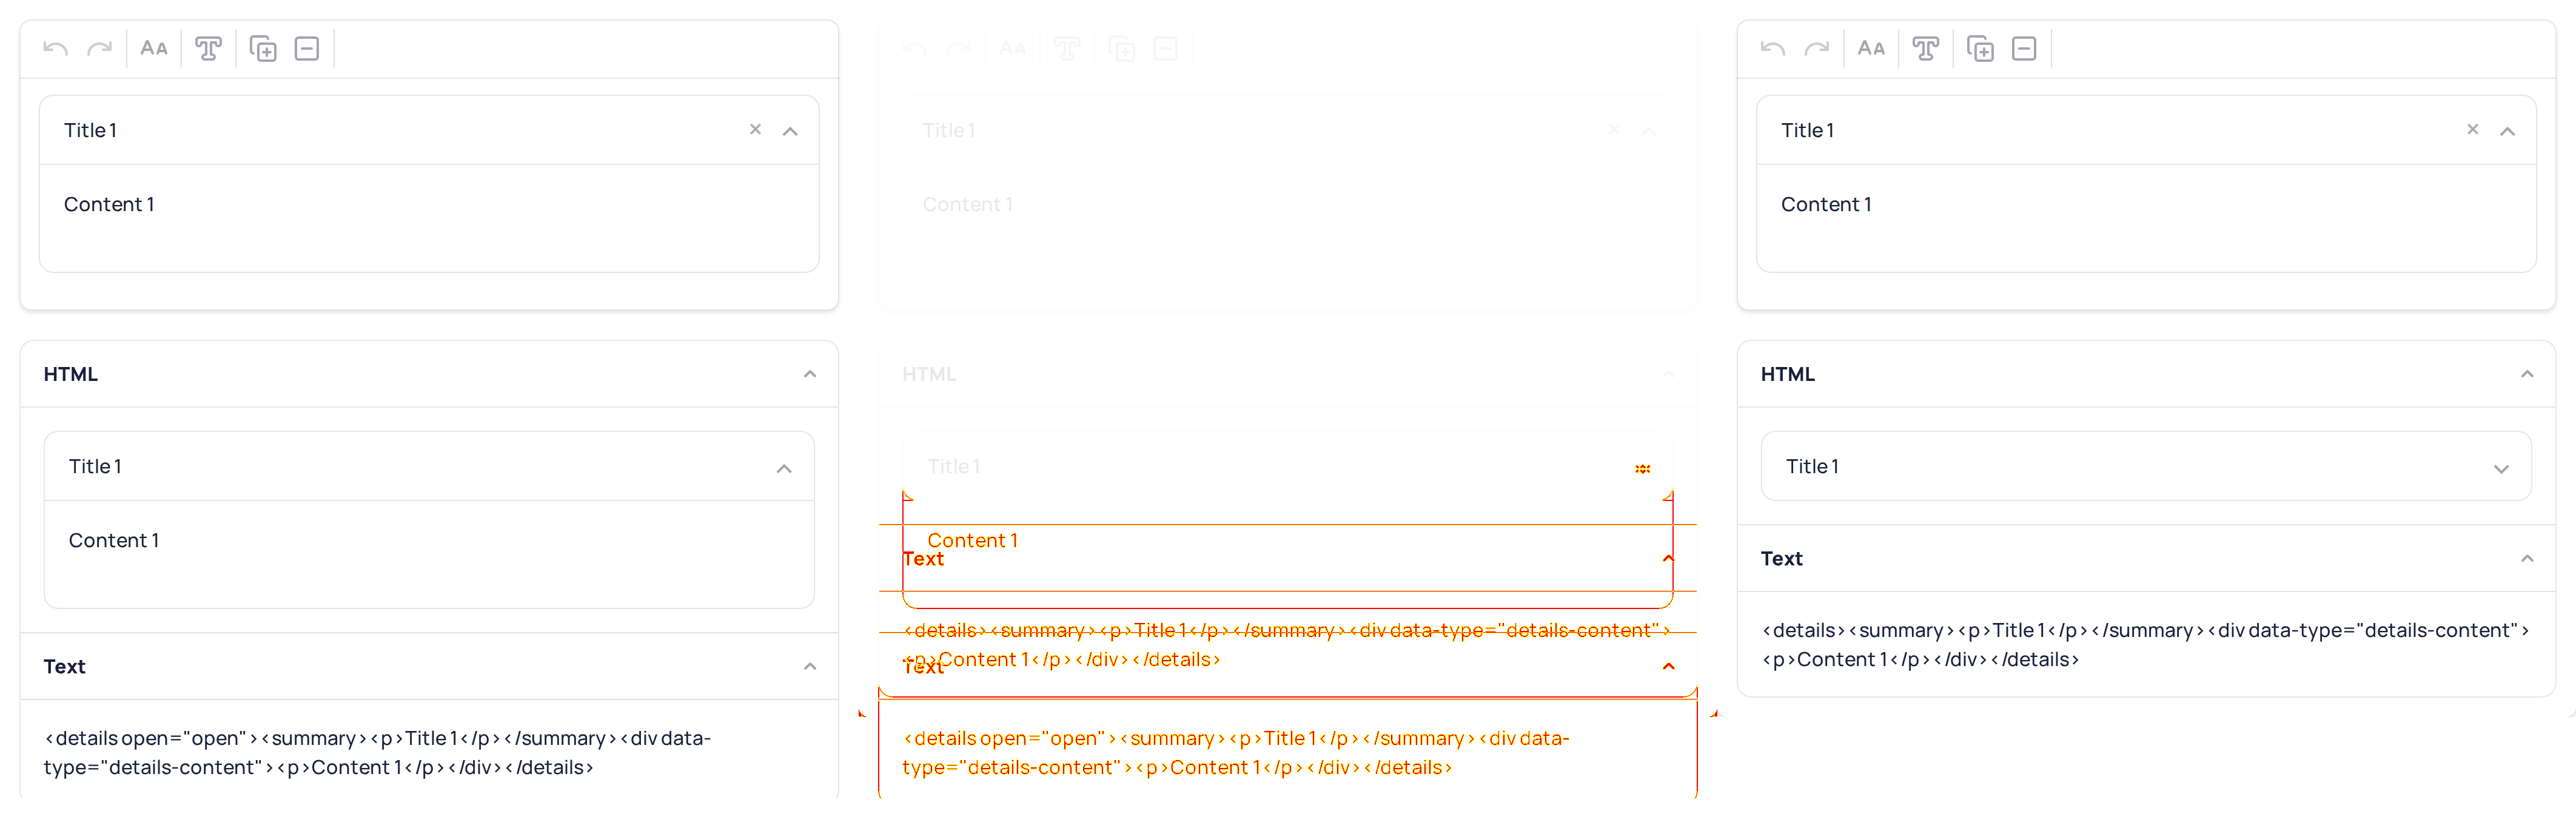 AA
Title 1
Content 1
HTML
Title 1
Content 1
Text
<details open="open"><summary><p>Title 1</p></summary><div data-
type="details-content"><p>Content 1</p></div></details>
AA
Title 1
Content 1
HTML
Title 1
Content 1
Text
<details><summary><p>Title 1</p></summary><div data-type="details-content">
<p>Content 1</p></div></details>
Text
<details open="open"><summary><p>Title 1</p></summary><div data-
type="details-content"><p>Content 1</p></div></details>
AA
Title 1
Content 1
HTML
Title 1
Text
<details><summary><p>Title 1</p></summary><div data-type="details-content">
<p>Content 1</p></div></details>